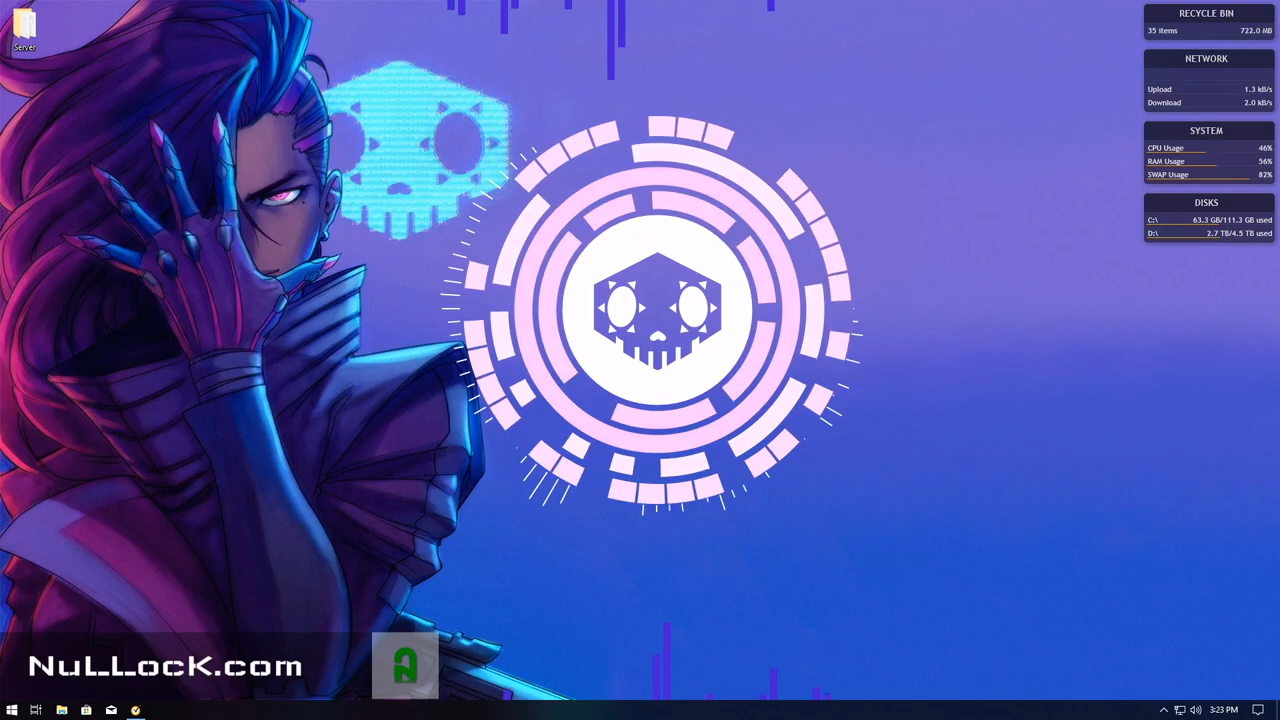 Server
RECYCLE BIN
35 items 722.0 MB
NETWORK
Upload 1.3 kB/s
Download 2.0 kB/s
SYSTEM
CPU Usage 46%
RAM Usage 56%
SWAP Usage 82%
DISKS
C:\ 63.3 GB/111.3 GB used
D:\ 2.7 TB/4.5 TB used
NuLLocK.com
3:23 PM